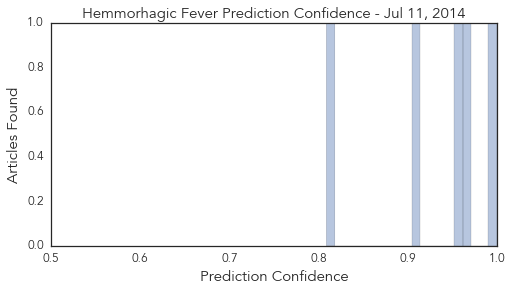 Hemmorhagic Fever Prediction Confidence - Jul 11, 2014
1.0
0.8
0.6
0.4
0.2
0.0
Articles Found
0.5 0.6 0.7 0.8 0.9 1.0
Prediction Confidence